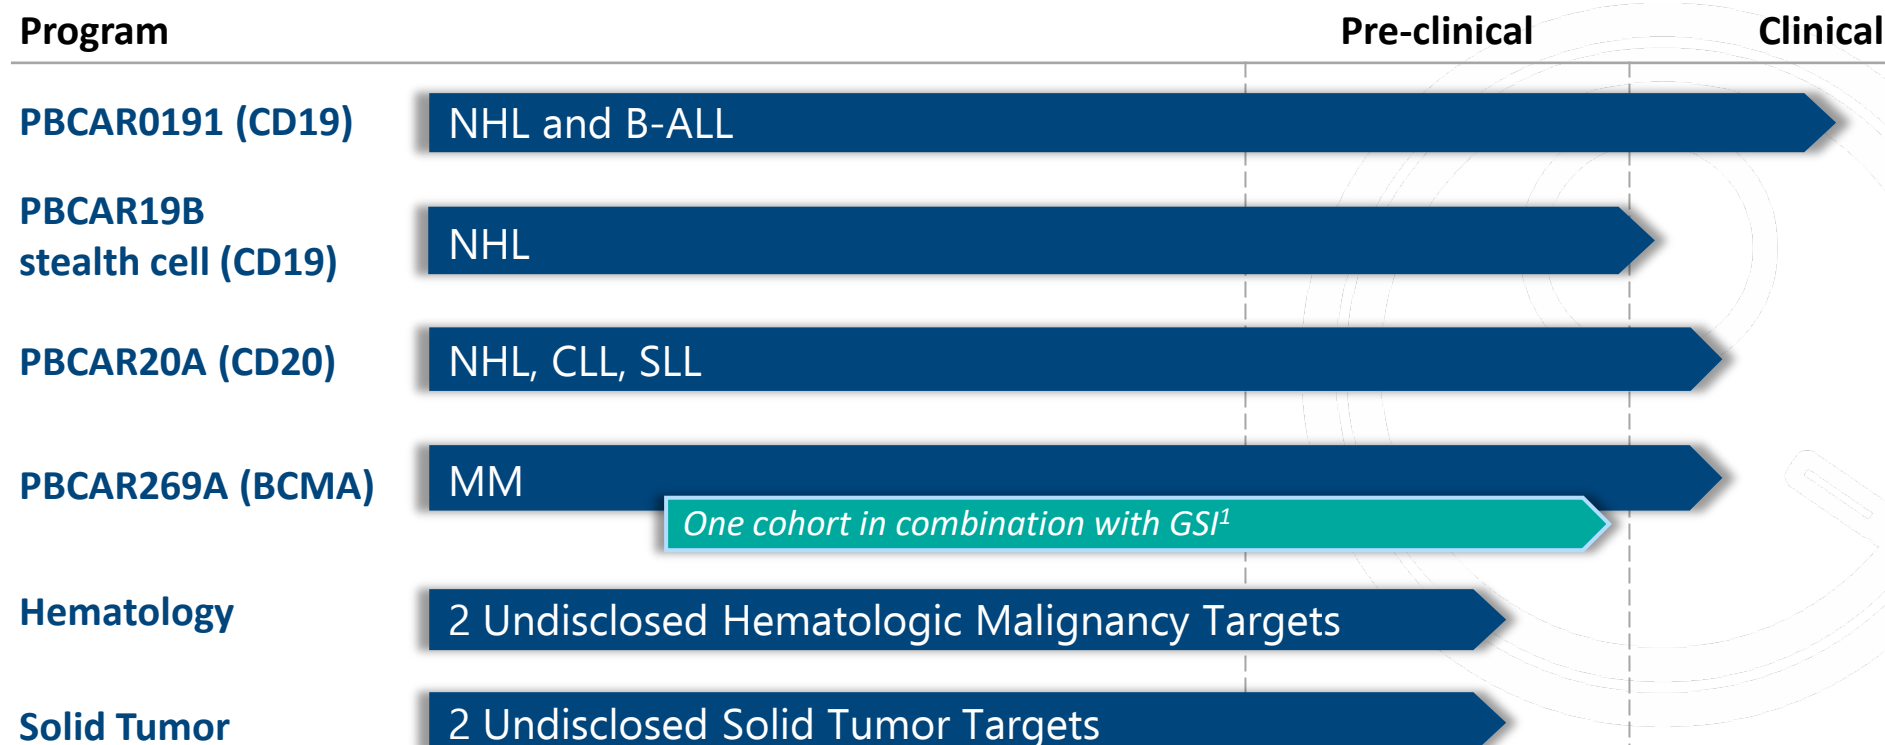 Program Pre-clinical Clinical
PBCAR0191 (CD19) NHL and B-ALL
PBCAR19B
stealth cell (CD19) NHL
PBCAR20A (CD20) NHL, CLL, SLL
PBCAR269A (BCMA) MM
One cohort in combination with GSI¹
Hematology 2 Undisclosed Hematologic Malignancy Targets
Solid Tumor 2 Undisclosed Solid Tumor Targets